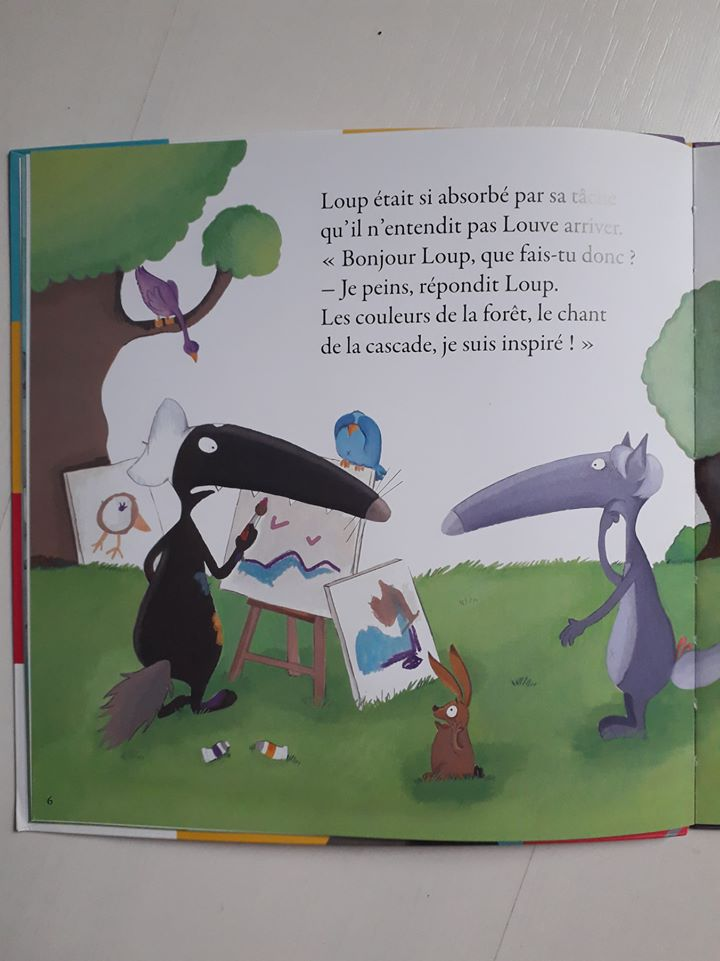 Loup était si absorbé par sa tâche
qu'il n'entendit pas Louve arriver.
« Bonjour Loup, que fais-tu donc ?
– Je peins, répondit Loup.
Les couleurs de la forêt, le chant
de la cascade, je suis inspiré ! »
6